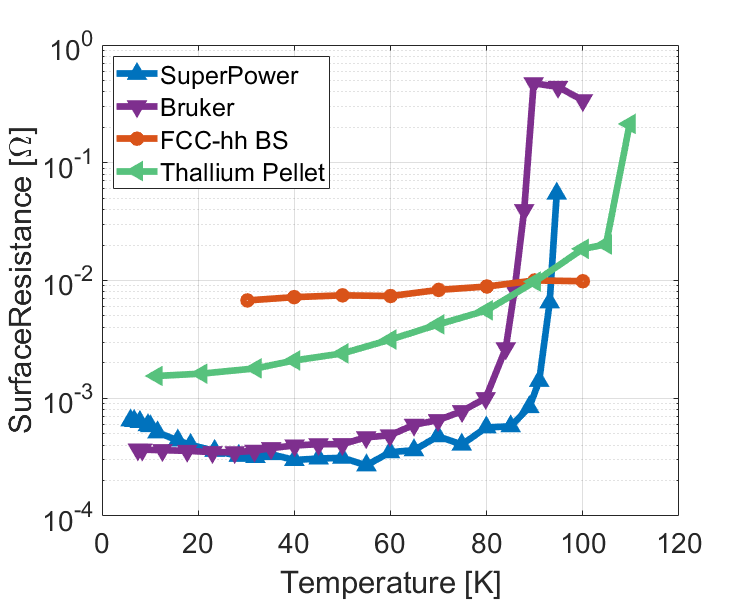 10^0
10^-1
10^-2
10^-3
10^-4
SurfaceResistance [Ω]
SuperPower
Bruker
FCC-hh BS
Thallium Pellet
0 20 40 60 80 100 120
Temperature [K]